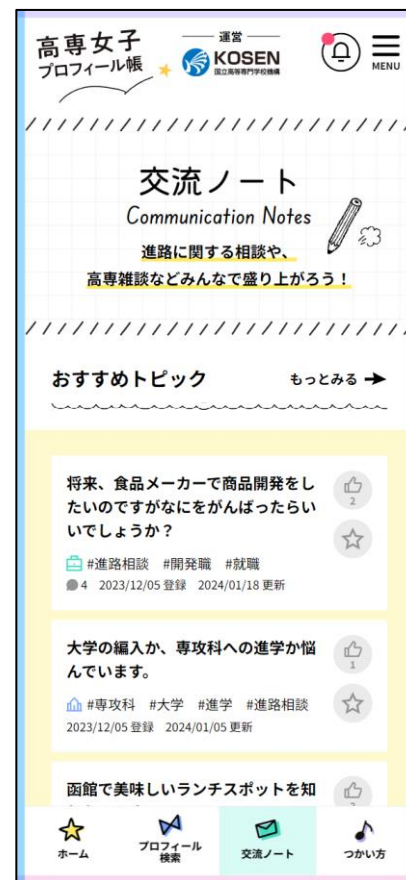 高専女子
プロフィール帳
運営
KOSEN
国立高等専門学校機構
MENU
交流ノート
Communication Notes
進路に関する相談や、
高専雑談などみんなで盛り上がろう！
おすすめトピック
もっとみる
将来、食品メーカーで商品開発をし
たいのですがなにをがんばったらい
いでしょうか？
2
#進路相談 #開発職 #就職
4 2023/12/05 登録 2024/01/18 更新
大学の編入か、専攻科への進学か悩
んでいます。
1
#専攻科 #大学 #進学 #進路相談
2023/12/05 登録 2024/01/05 更新
函館で美味しいランチスポットを知
ホーム
プロフィール
検索
交流ノート
つかい方